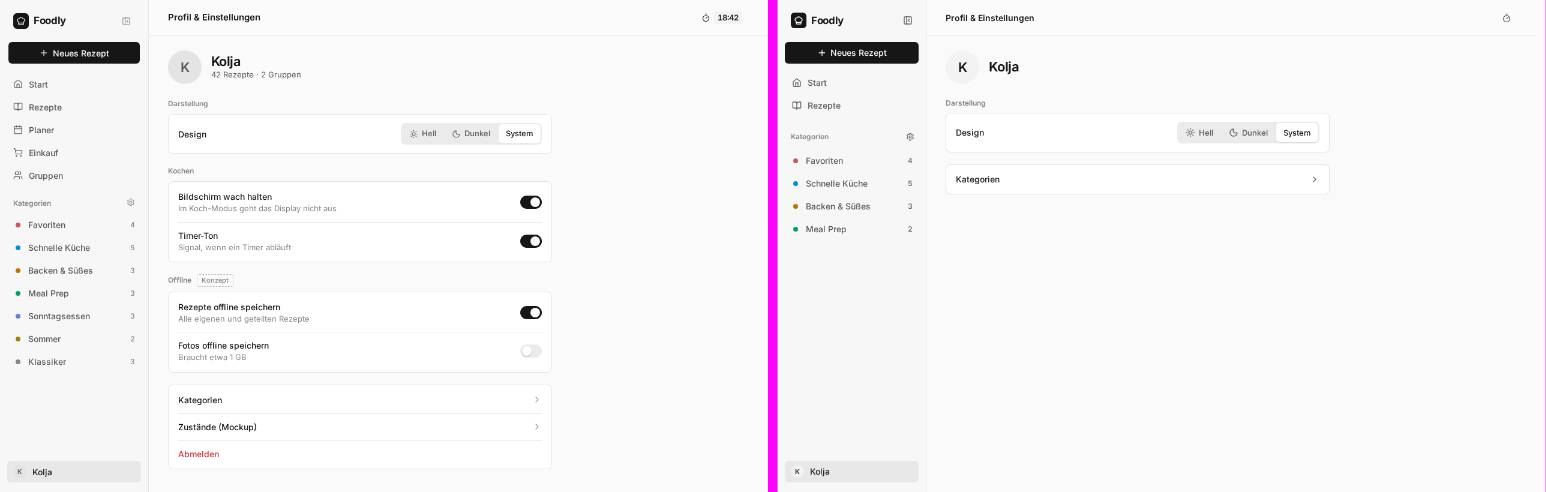 Foodly
Neues Rezept
Start
Rezepte
Planer
Einkauf
Gruppen
Kategorien
Favoriten 4
Schnelle Küche 5
Backen & Süßes 3
Meal Prep 3
Sonntagsessen 3
Sommer 2
Klassiker 3
K Kolja
Profil & Einstellungen 18:42
K
Kolja
42 Rezepte · 2 Gruppen
Darstellung
Design Hell Dunkel System
Kochen
Bildschirm wach halten
Im Koch-Modus geht das Display nicht aus
Timer-Ton
Signal, wenn ein Timer abläuft
Offline Konzept
Rezepte offline speichern
Alle eigenen und geteilten Rezepte
Fotos offline speichern
Braucht etwa 1 GB
Kategorien
Zustände (Mockup)
Abmelden
Foodly
Neues Rezept
Start
Rezepte
Kategorien
Favoriten 4
Schnelle Küche 5
Backen & Süßes 3
Meal Prep 2
K Kolja
Profil & Einstellungen
K Kolja
Darstellung
Design Hell Dunkel System
Kategorien